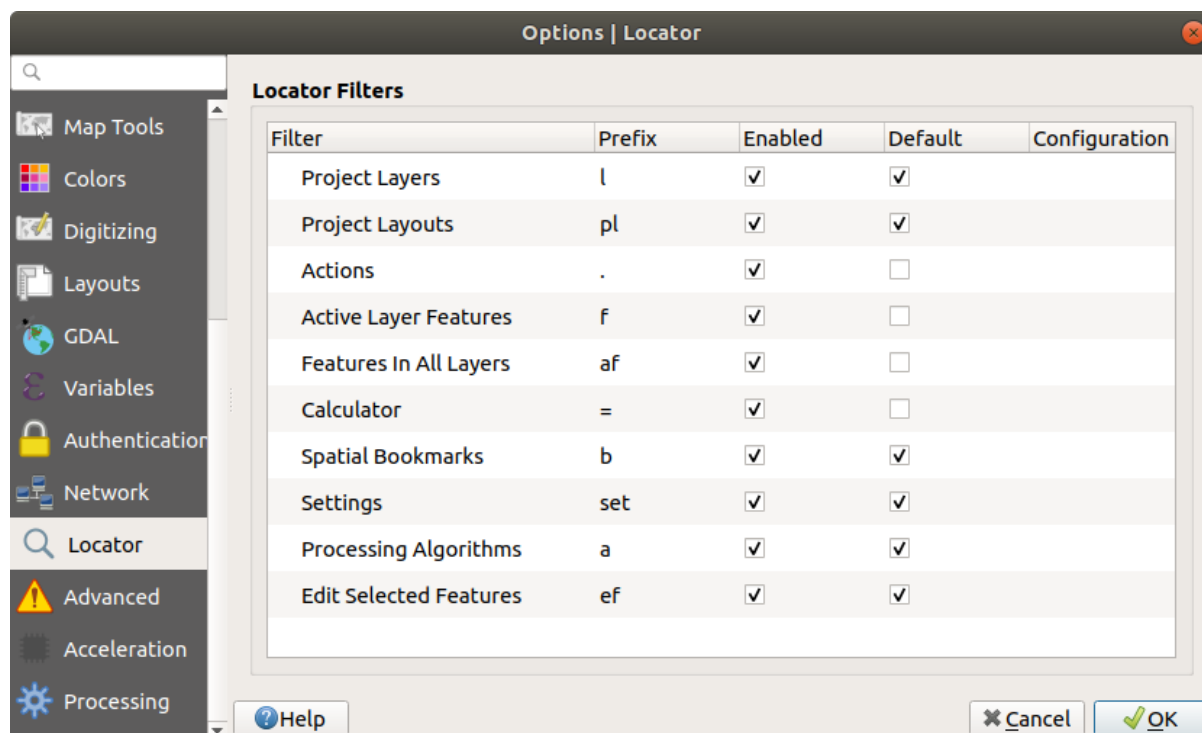 Options | Locator
Map Tools
Colors
Digitizing
Layouts
GDAL
Variables
Authentication
Network
Locator
Advanced
Acceleration
Processing
Locator Filters
Filter Prefix Enabled Default Configuration
Project Layers l
Project Layouts pl
Actions .
Active Layer Features f
Features In All Layers af
Calculator =
Spatial Bookmarks b
Settings set
Processing Algorithms a
Edit Selected Features ef
Help Cancel OK